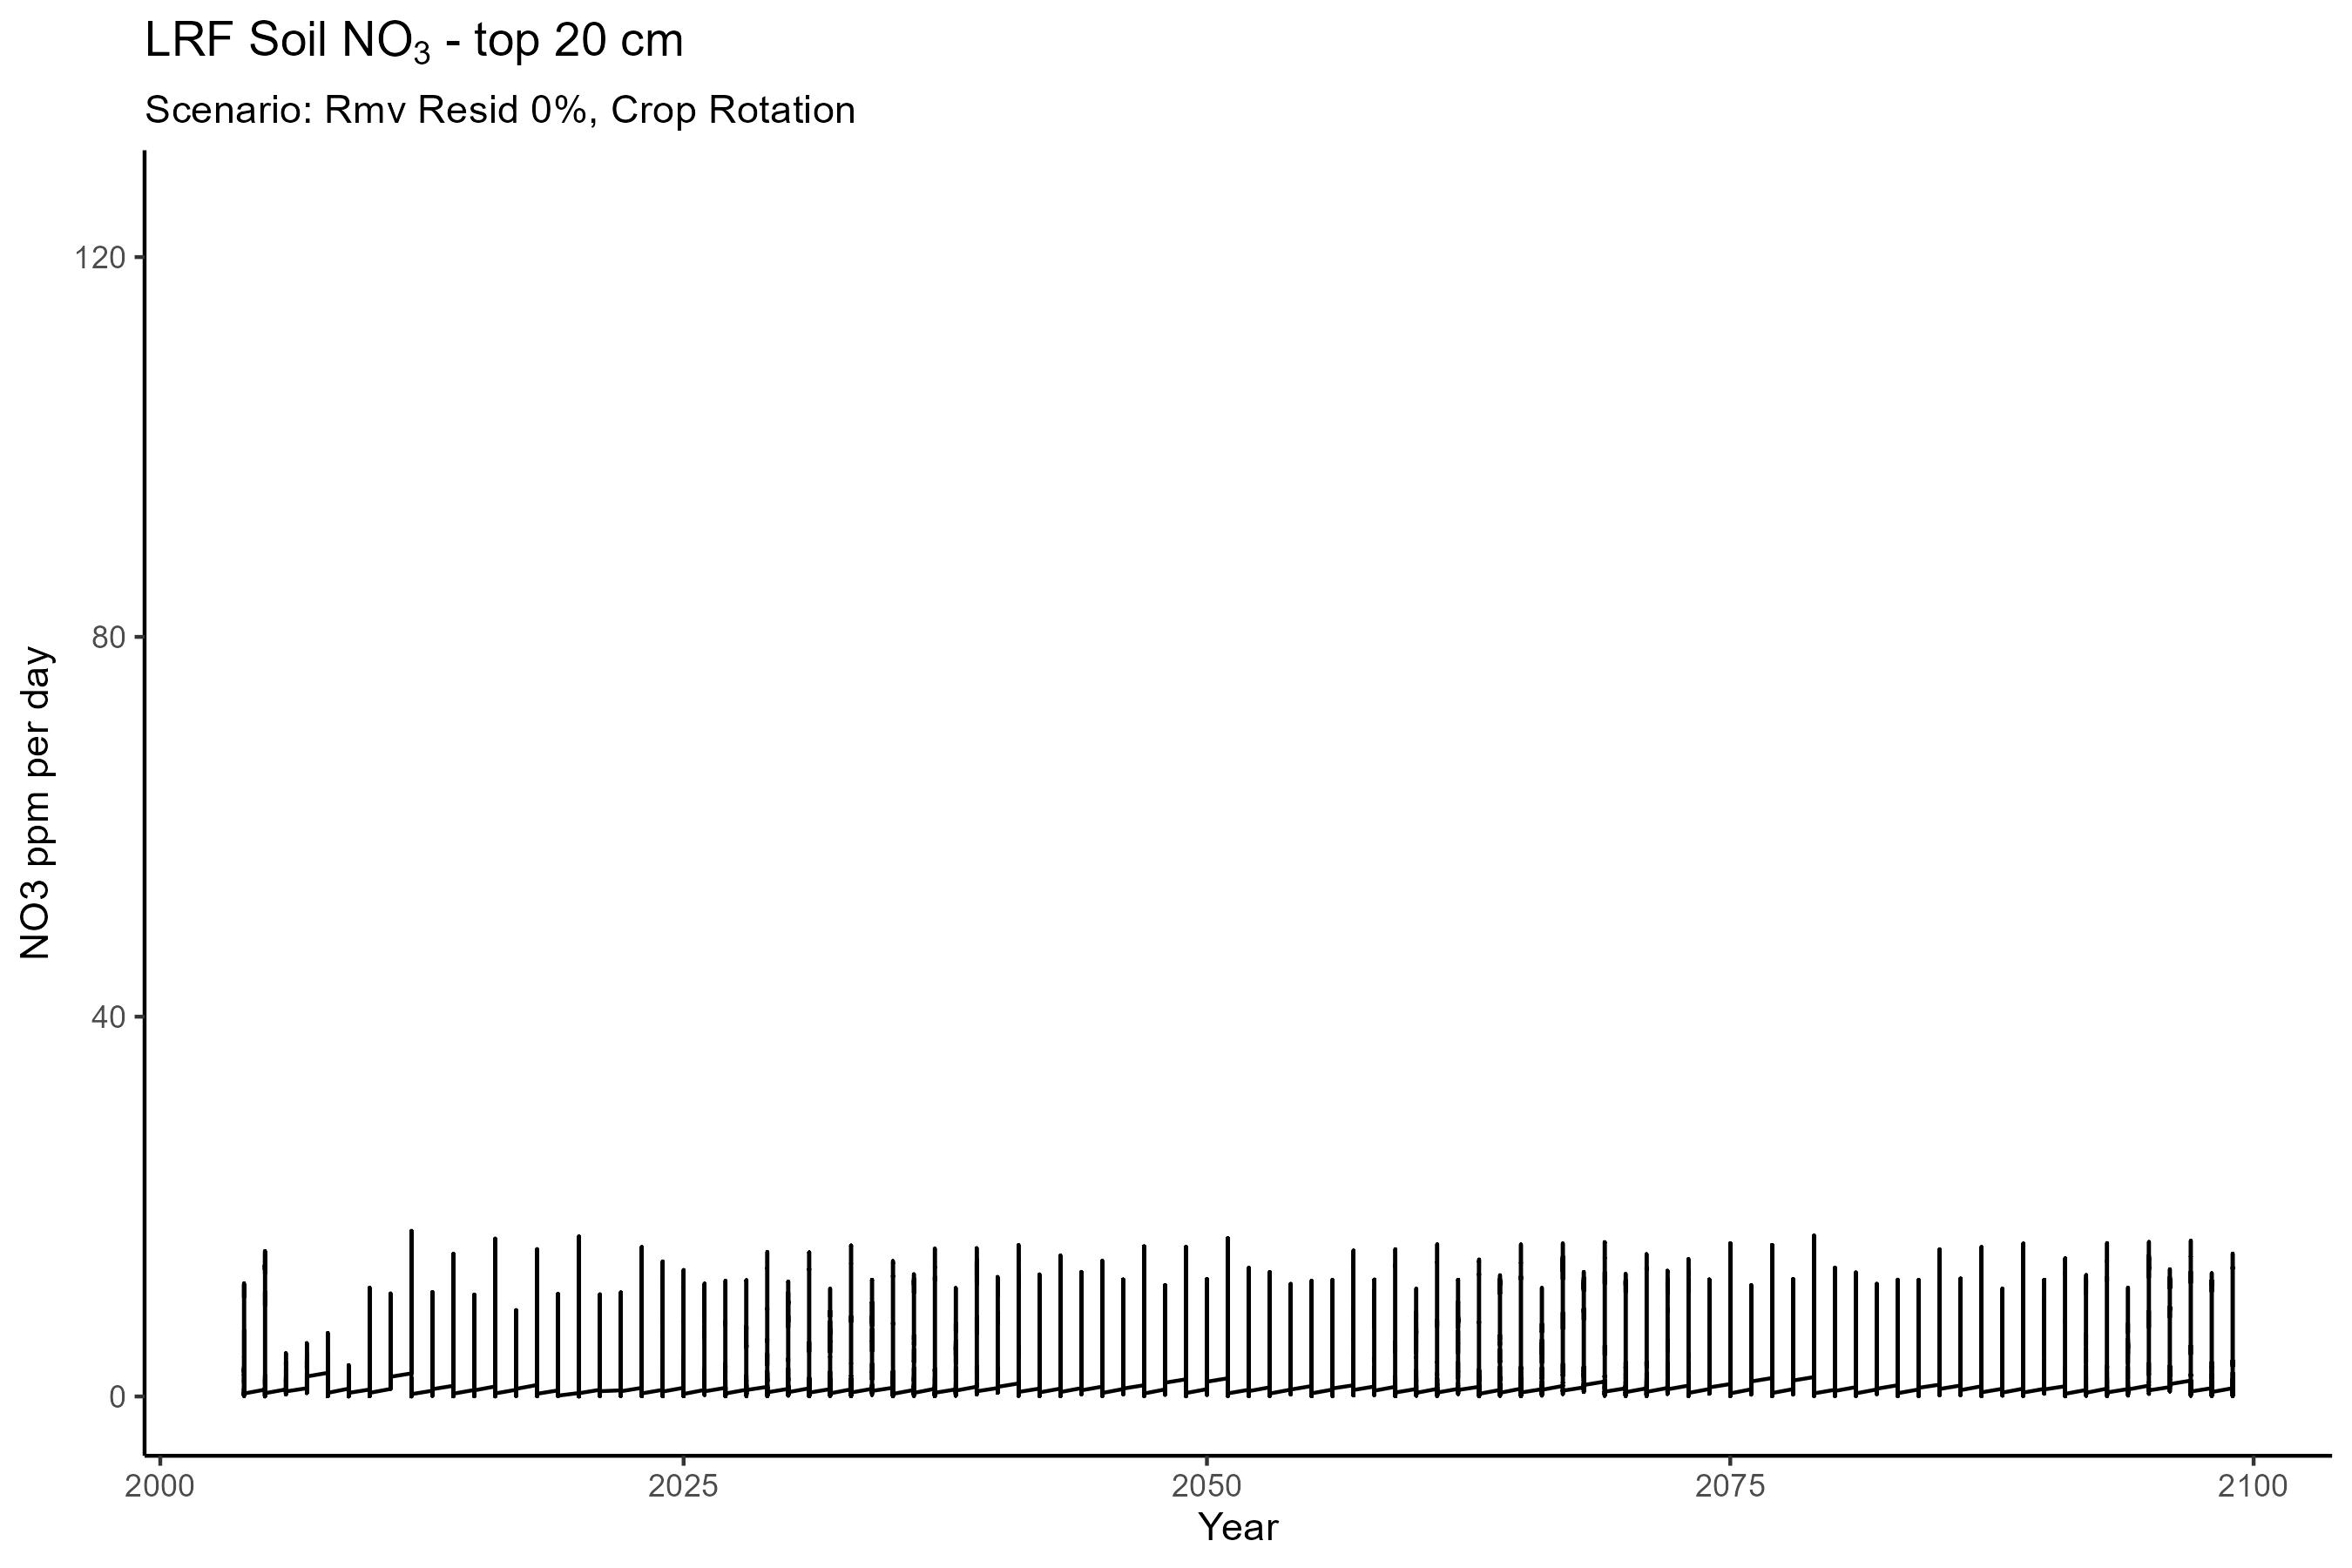 LRF Soil NO₃ - top 20 cm
Scenario: Rmv Resid 0%, Crop Rotation
NO3 ppm per day
120
80
40
0
2000 2025 2050 2075 2100
Year